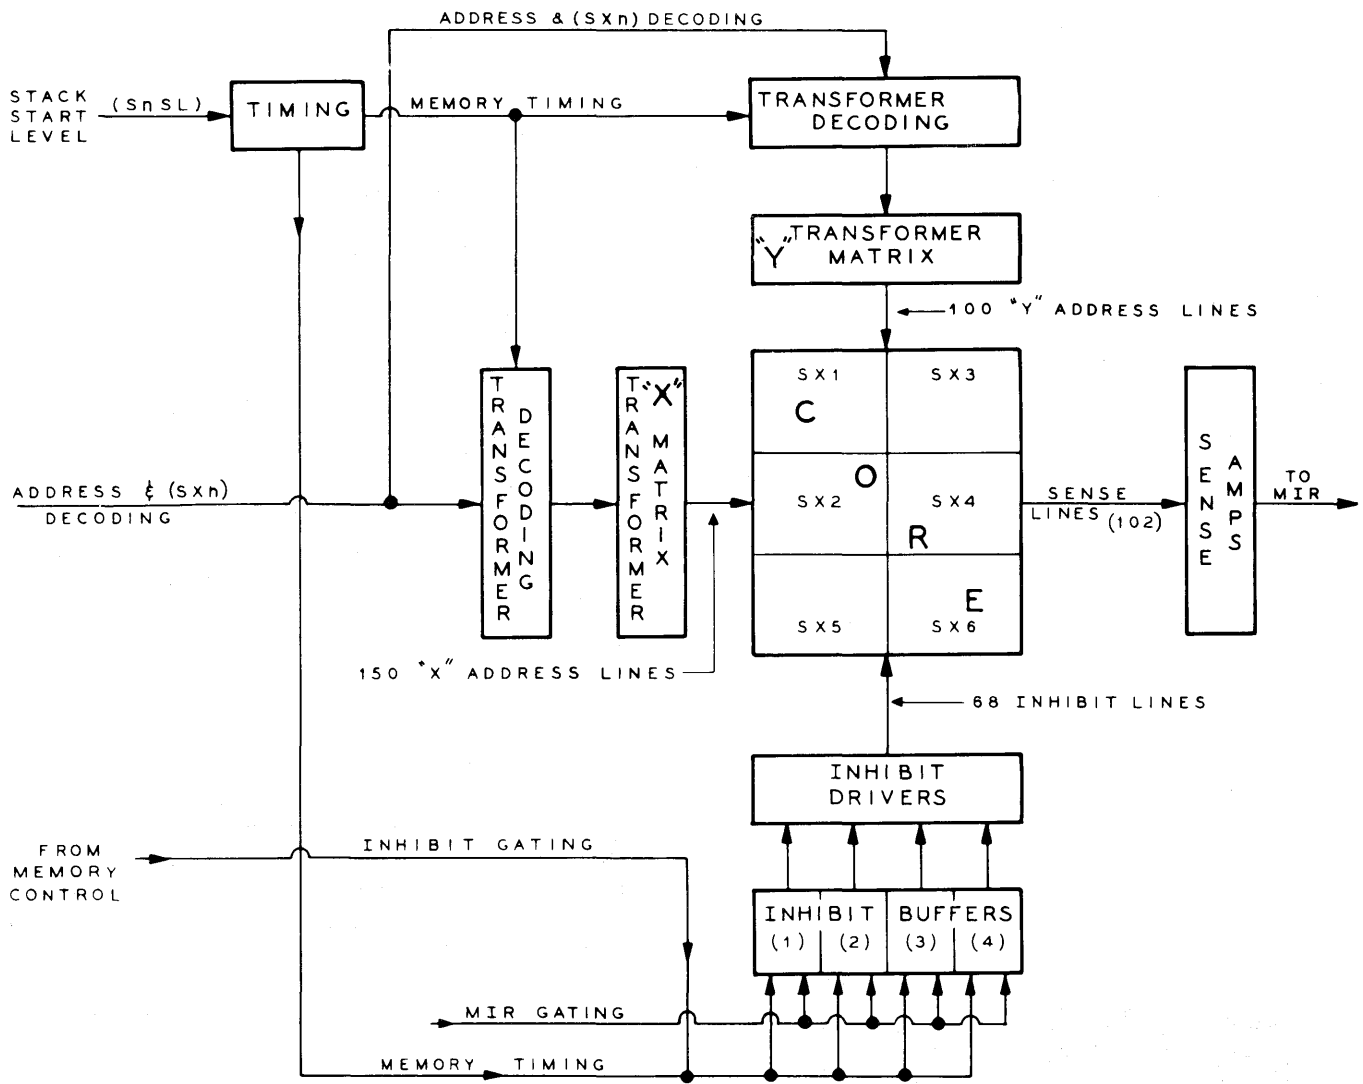 ADDRESS & (SXn) DECODING
STACK
START
LEVEL
(SnSL)
TIMING
MEMORY TIMING
TRANSFORMER
DECODING
"Y" TRANSFORMER
MATRIX
100 "Y" ADDRESS LINES
TRANSFORMER
DECODING
TRANSFORMER
"X" MATRIX
SX1
SX3
C
O
SX2
SX4
R
E
SX5
SX6
ADDRESS & (SXn)
DECODING
SENSE
LINES (102)
SENSE
AMPS
TO
MIR
150 "X" ADDRESS LINES
68 INHIBIT LINES
INHIBIT
DRIVERS
FROM
MEMORY
CONTROL
INHIBIT GATING
INHIBIT BUFFERS
(1) (2) (3) (4)
MIR GATING
MEMORY TIMING